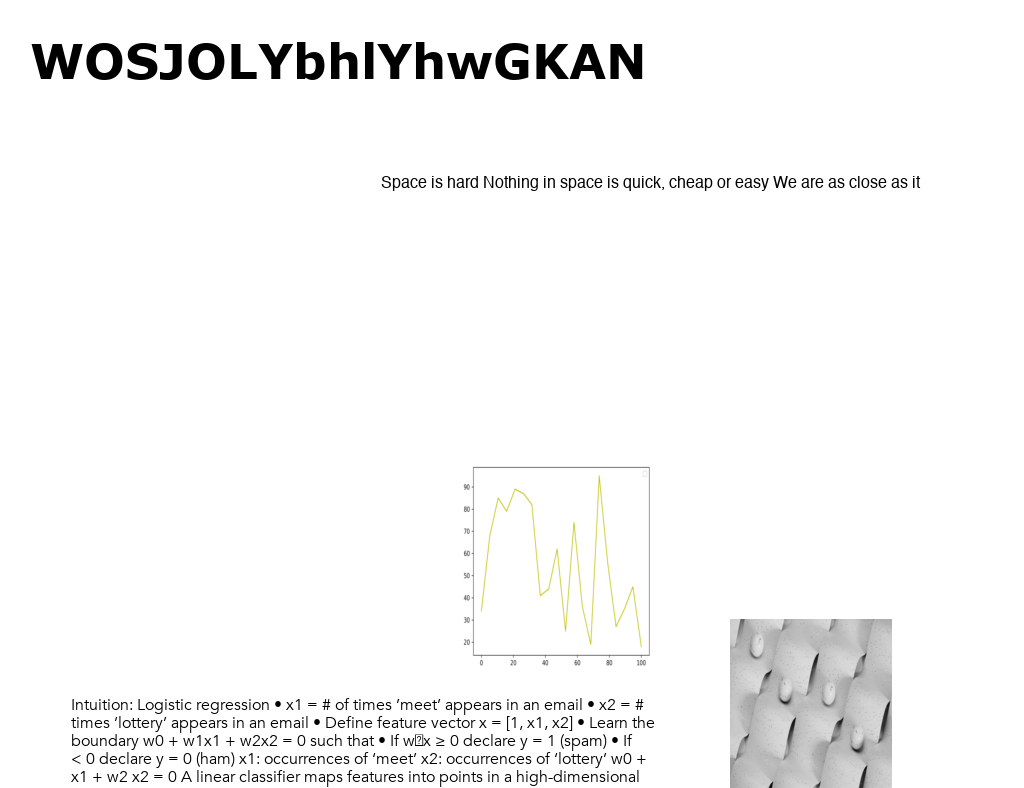 WOSJOLYbhlYhwGKAN
Space is hard Nothing in space is quick, cheap or easy We are as close as it
90
80
70
60
50
40
30
20
0 20 40 60 80 100
Intuition: Logistic regression • x1 = # of times ‘meet’ appears in an email • x2 = #
times ‘lottery’ appears in an email • Define feature vector x = [1, x1, x2] • Learn the
boundary w0 + w1x1 + w2x2 = 0 such that • If w⍰x ≥ 0 declare y = 1 (spam) • If
< 0 declare y = 0 (ham) x1: occurrences of ‘meet’ x2: occurrences of ‘lottery’ w0 +
x1 + w2 x2 = 0 A linear classifier maps features into points in a high-dimensional